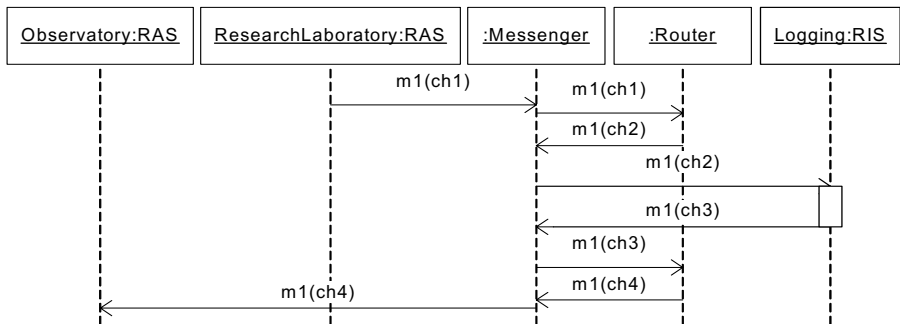 Observatory:RAS
ResearchLaboratory:RAS
:Messenger
:Router
Logging:RIS
m1(ch1)
m1(ch1)
m1(ch2)
m1(ch2)
m1(ch3)
m1(ch3)
m1(ch4)
m1(ch4)